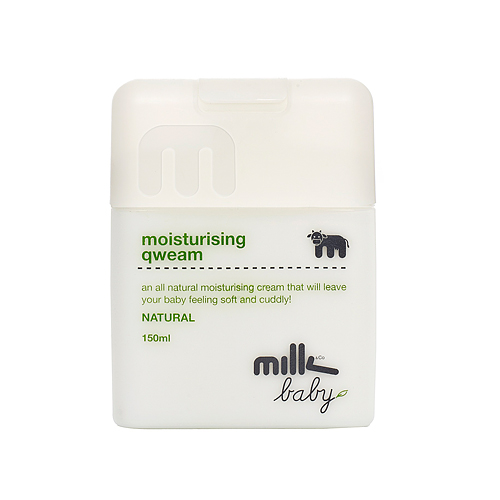 m
moisturising
qweam
an all natural moisturising cream that will leave
your baby feeling soft and cuddly!
NATURAL
150ml
milk &Co
baby